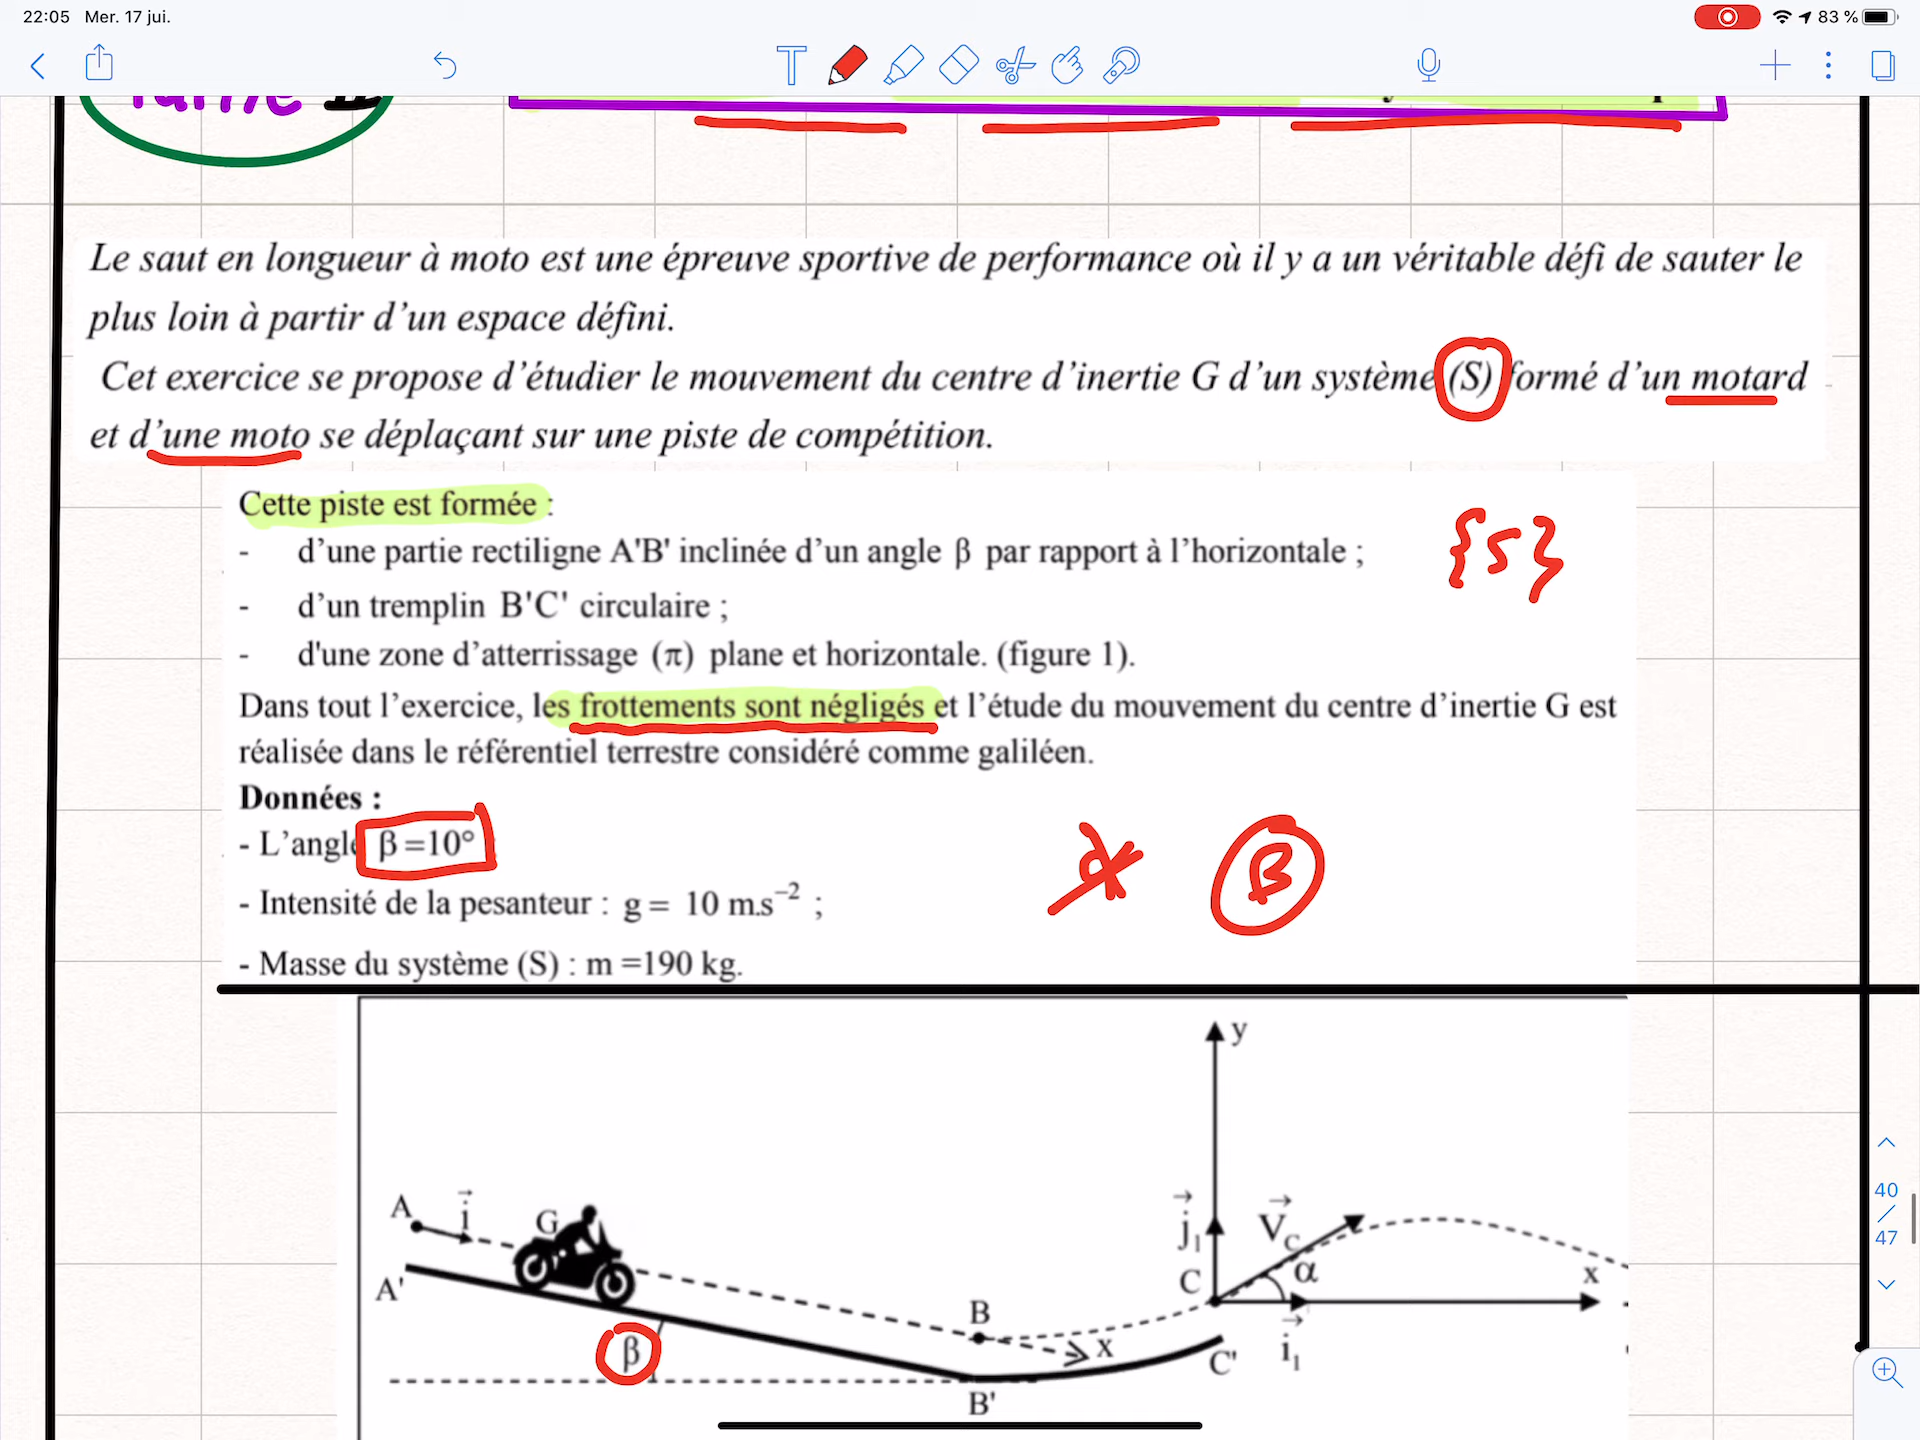 22:05 Mer. 17 jui.
83 %
Le saut en longueur à moto est une épreuve sportive de performance où il y a un véritable défi de sauter le
plus loin à partir d’un espace défini.
Cet exercice se propose d’étudier le mouvement du centre d’inertie G d’un système (S) formé d’un motard
et d’une moto se déplaçant sur une piste de compétition.
Cette piste est formée :
- d’une partie rectiligne A'B' inclinée d’un angle β par rapport à l’horizontale ;
{S}
- d’un tremplin B'C' circulaire ;
- d'une zone d’atterrissage (π) plane et horizontale. (figure 1).
Dans tout l’exercice, les frottements sont négligés et l’étude du mouvement du centre d’inertie G est
réalisée dans le référentiel terrestre considéré comme galiléen.
Données :
- L’angle β =10°
α β
- Intensité de la pesanteur : g = 10 m.s⁻² ;
- Masse du système (S) : m =190 kg.
y
A i⃗ G
j⃗₁ V⃗C
C α x
A'
B x
β C' i⃗₁
B'
40
/
47